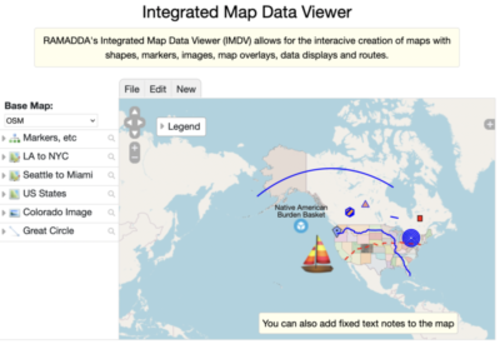 Integrated Map Data Viewer
RAMADDA's Integrated Map Data Viewer (IMDV) allows for the interacive creation of maps with
shapes, markers, images, map overlays, data displays and routes.
File Edit New
Base Map:
OSM
Legend
Markers, etc
LA to NYC
Seattle to Miami
US States
Colorado Image
Great Circle
Native American
Burden Basket
You can also add fixed text notes to the map